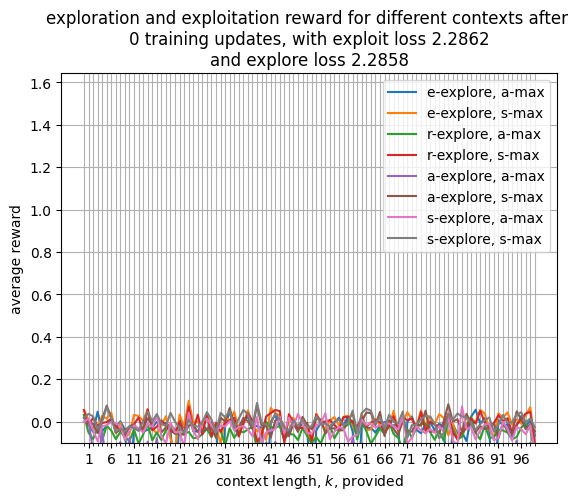 exploration and exploitation reward for different contexts after
0 training updates, with exploit loss 2.2862
and explore loss 2.2858
1.6
1.4
1.2
1.0
0.8
0.6
0.4
0.2
0.0
average reward
e-explore, a-max
e-explore, s-max
r-explore, a-max
r-explore, s-max
a-explore, a-max
a-explore, s-max
s-explore, a-max
s-explore, s-max
1 6 11 16 21 26 31 36 41 46 51 56 61 66 71 76 81 86 91 96
context length, k, provided